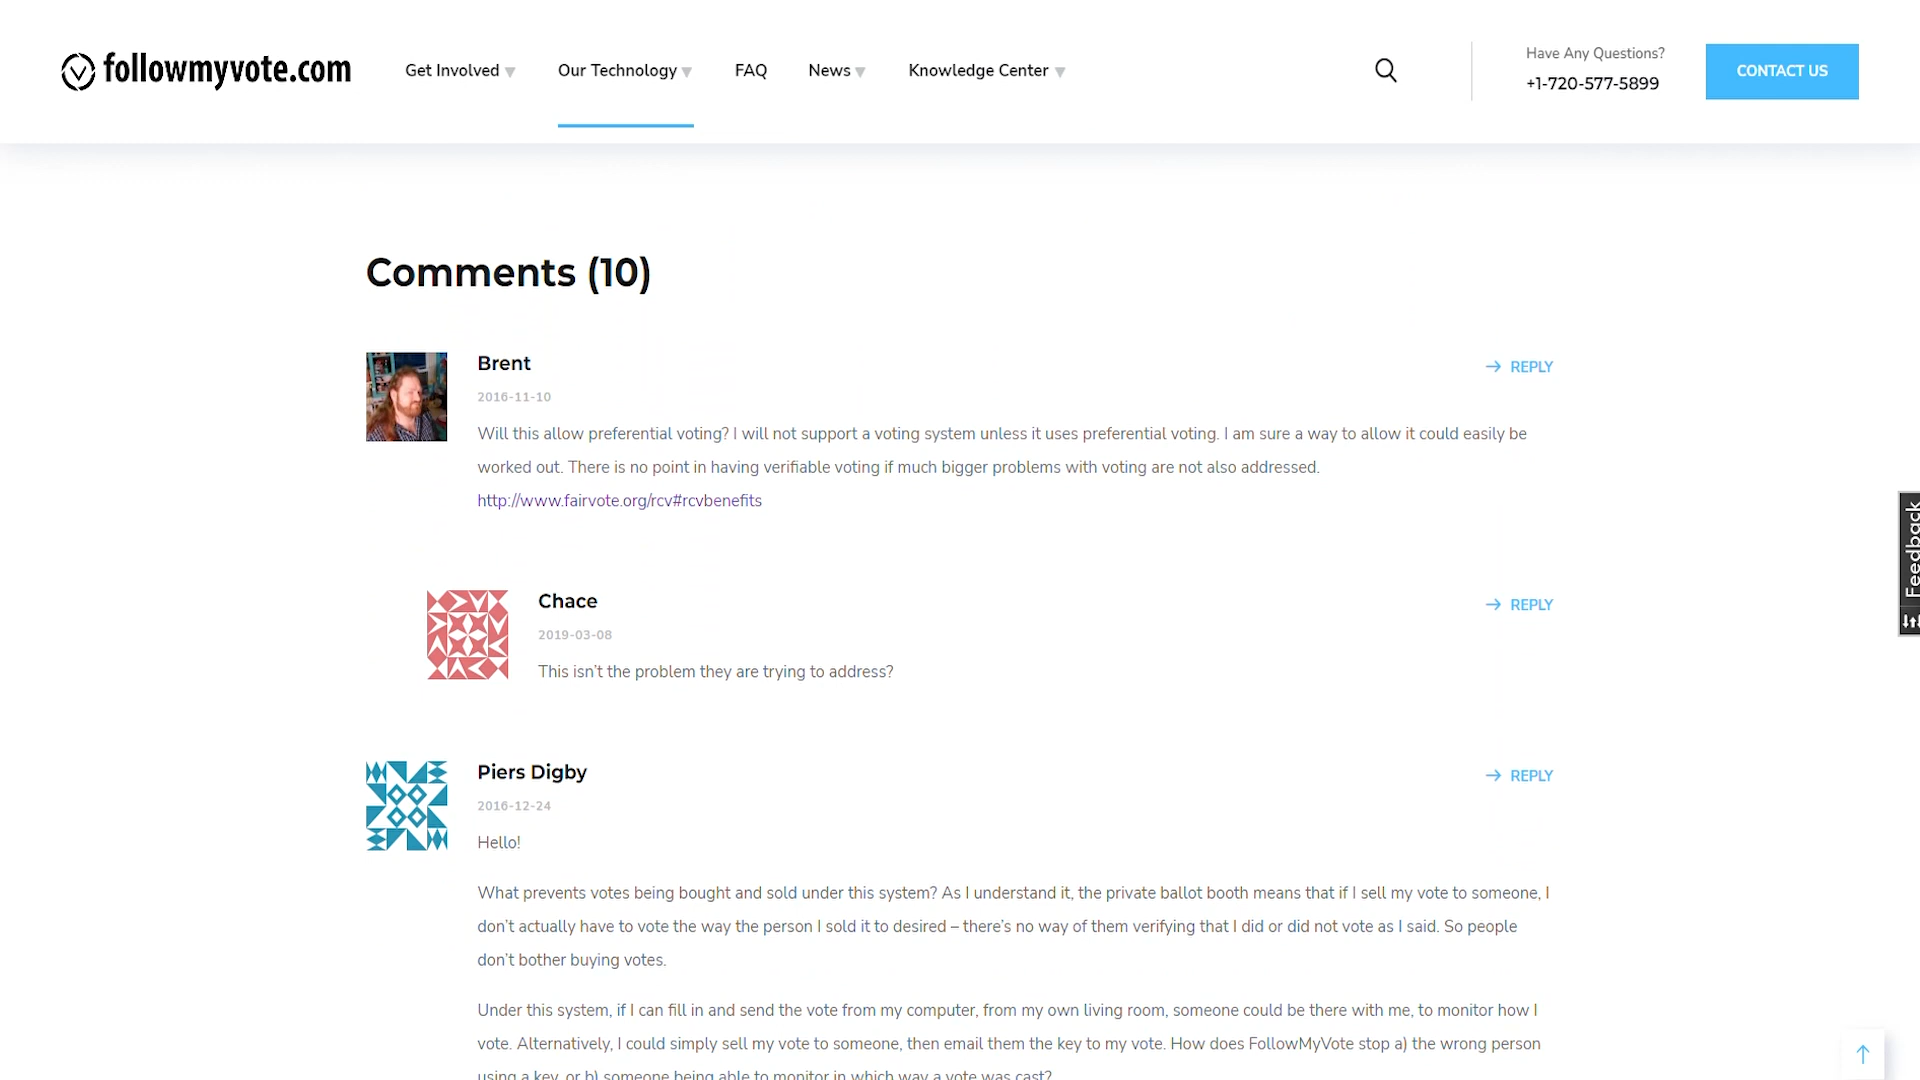 followmyvote.com
Get Involved
Our Technology
FAQ
News
Knowledge Center
Have Any Questions?
+1-720-577-5899
CONTACT US
Comments (10)
Brent
REPLY
2016-11-10
Will this allow preferential voting? I will not support a voting system unless it uses preferential voting. I am sure a way to allow it could easily be
worked out. There is no point in having verifiable voting if much bigger problems with voting are not also addressed.
http://www.fairvote.org/rcv#rcvbenefits
Feedback
Chace
REPLY
2019-03-08
This isn’t the problem they are trying to address?
Piers Digby
REPLY
2016-12-24
Hello!
What prevents votes being bought and sold under this system? As I understand it, the private ballot booth means that if I sell my vote to someone, I
don’t actually have to vote the way the person I sold it to desired – there’s no way of them verifying that I did or did not vote as I said. So people
don’t bother buying votes.
Under this system, if I can fill in and send the vote from my computer, from my own living room, someone could be there with me, to monitor how I
vote. Alternatively, I could simply sell my vote to someone, then email them the key to my vote. How does FollowMyVote stop a) the wrong person
using a key, or b) someone being able to monitor in which way a vote was cast?